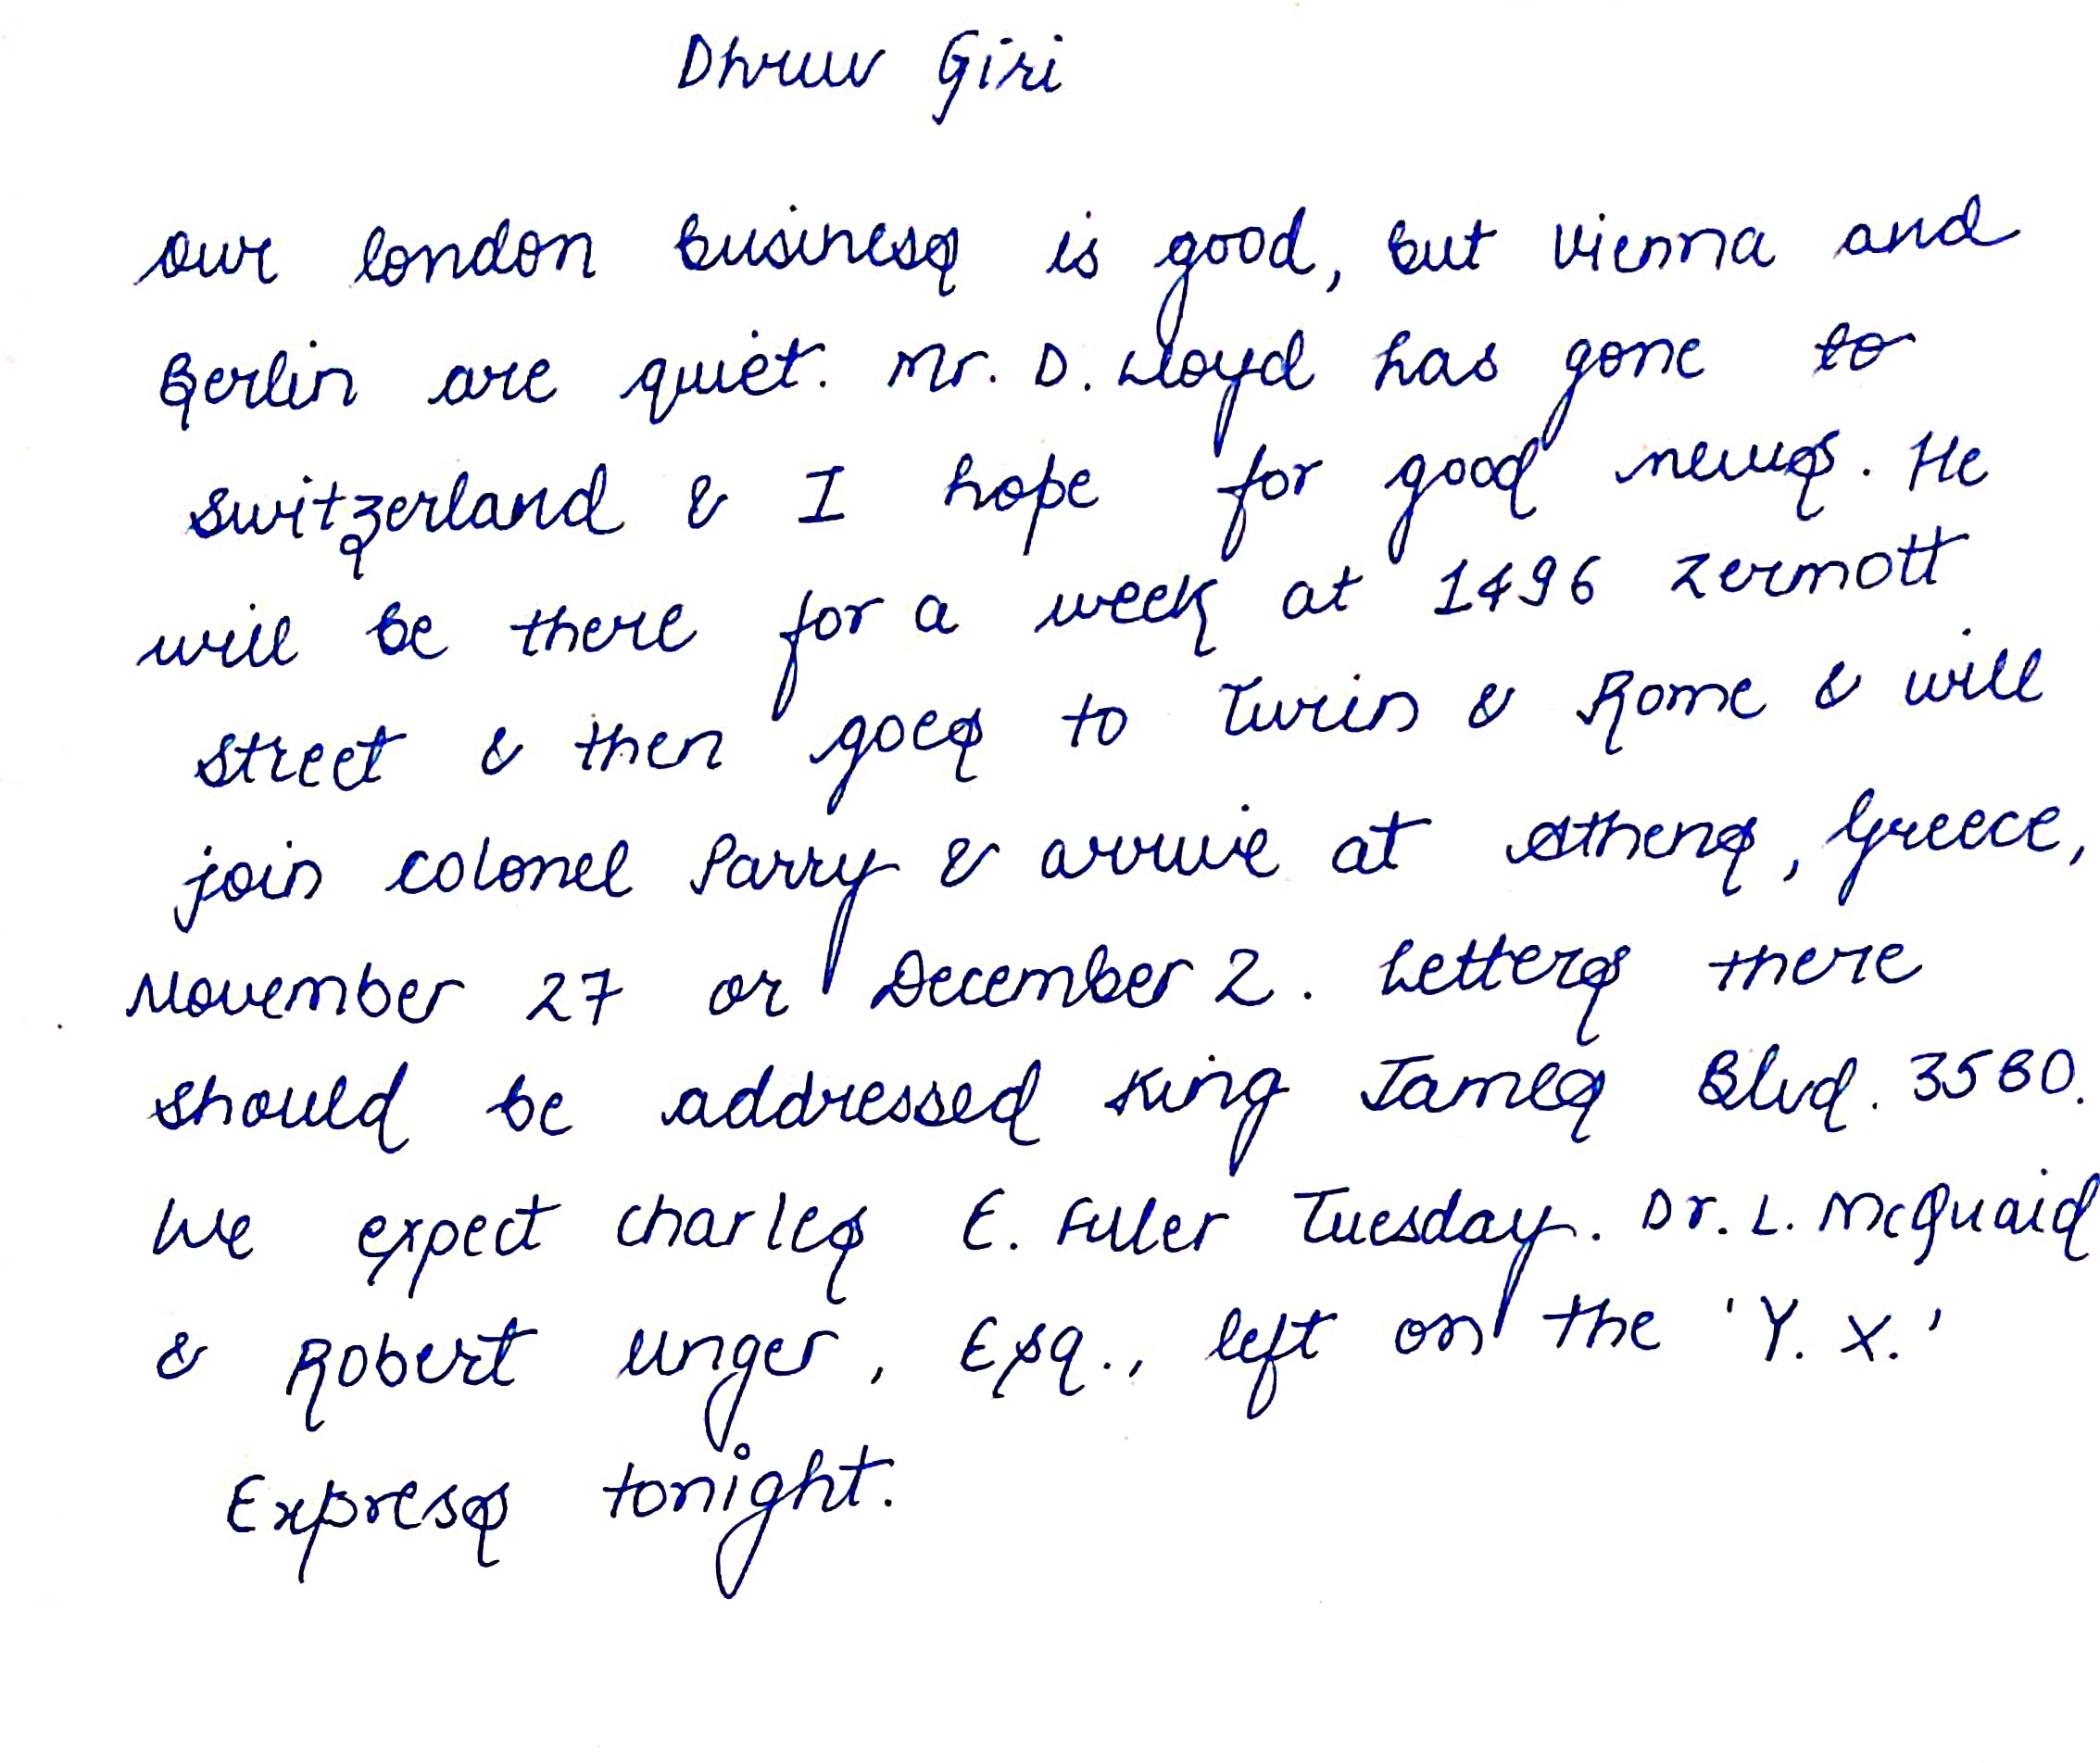 Dhruv Giri
our london business is good, but Vienna and
Berlin are quiet. Mr. D. Lloyd has gone to
Switzerland & I hope for good news. He
will be there for a week at 1496 Zermott
street & then goes to Turin & Rome & will
join colonel Parry & arrive at Athens, Greece,
November 27 or December 2. Letters there
should be addressed King James Blvd. 3580.
We expect Charles E. Fuller Tuesday. Dr. L. McQuaid
& Robert Unger, Esq., left on the 'Y. X.'
Express tonight.